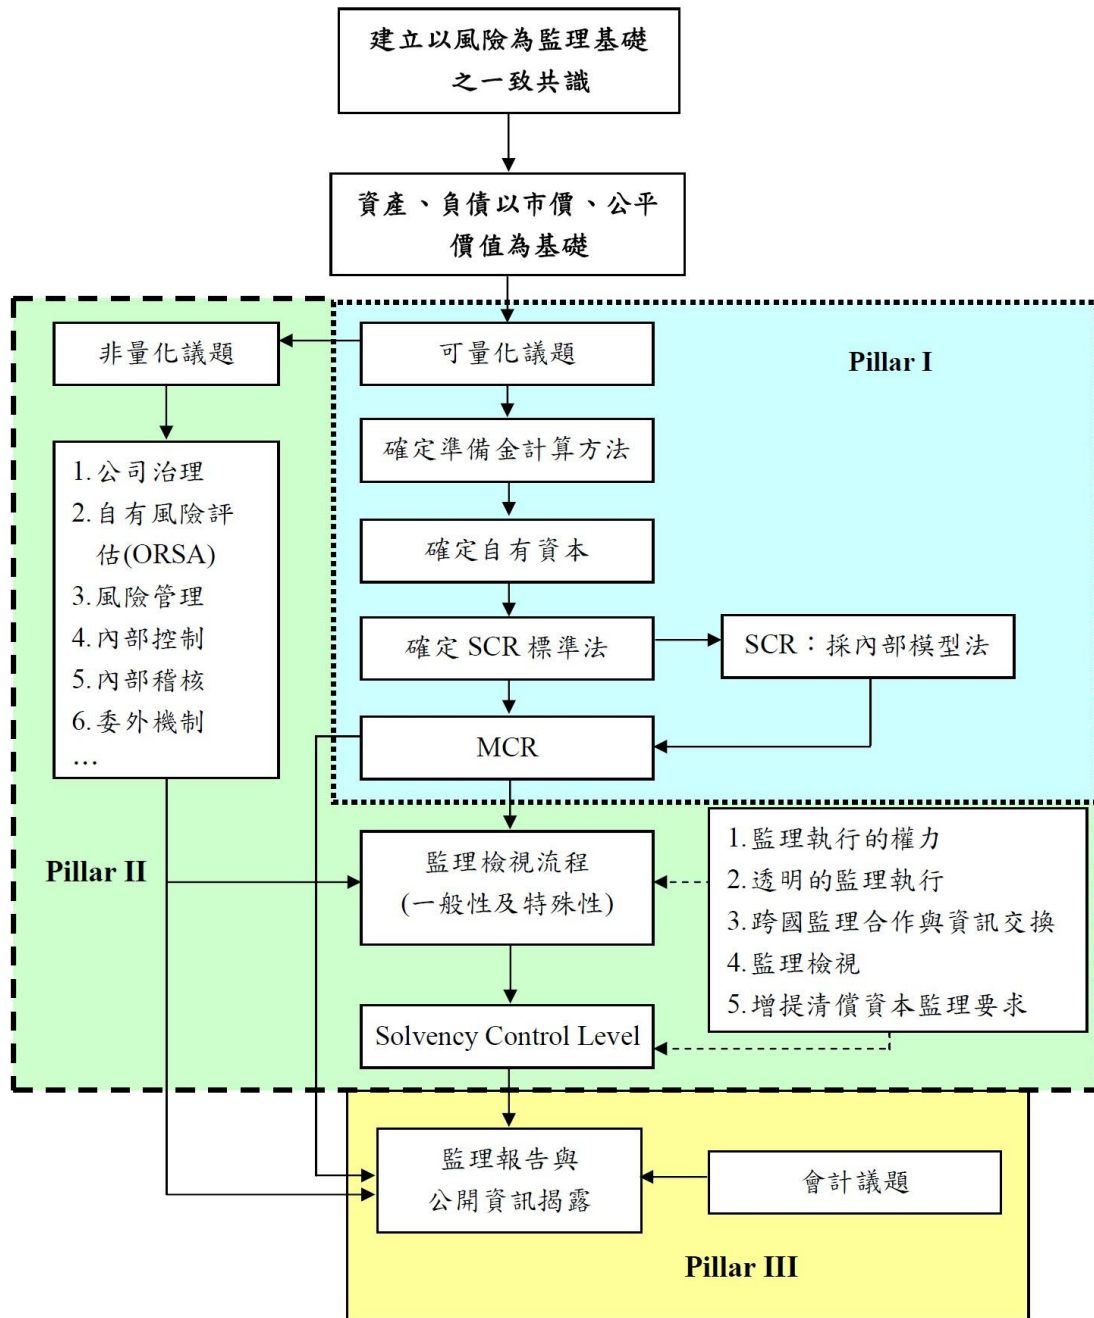 建立以風險為監理基礎
之一致共識
資產、負債以市價、公平
價值為基礎
非量化議題
可量化議題
Pillar I
確定準備金計算方法
1.公司治理
2.自有風險評
估(ORSA)
3.風險管理
4.內部控制
5.內部稽核
6.委外機制
…
確定自有資本
確定 SCR 標準法
SCR：採內部模型法
MCR
Pillar II
監理檢視流程
(一般性及特殊性)
1.監理執行的權力
2.透明的監理執行
3.跨國監理合作與資訊交換
4.監理檢視
5.增提清償資本監理要求
Solvency Control Level
監理報告與
公開資訊揭露
會計議題
Pillar III